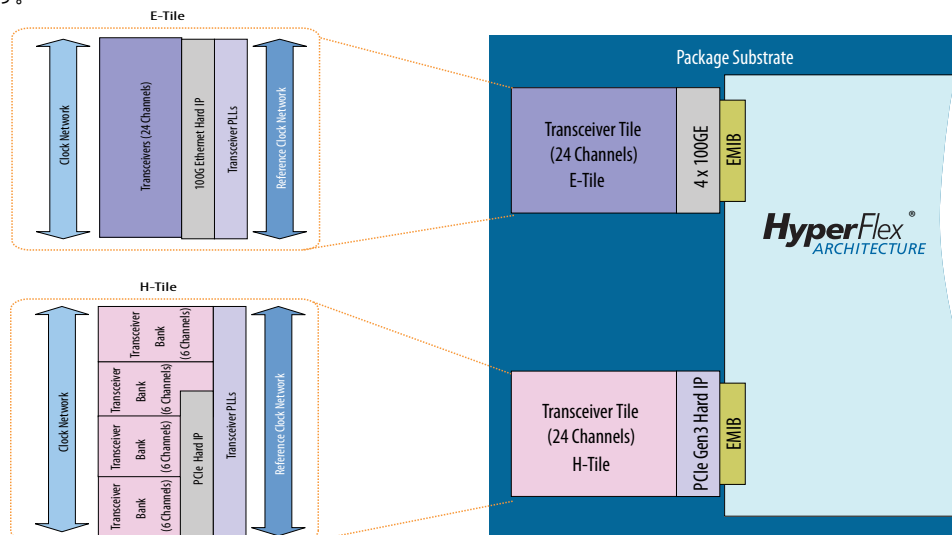 す。
E-Tile
Clock Network
Transceivers (24 Channels)
100G Ethernet Hard IP
Transceiver PLLs
Reference Clock Network
H-Tile
Clock Network
Transceiver
Bank
(6 Channels)
Transceiver
Bank
(6 Channels)
Transceiver
Bank
(6 Channels)
Transceiver
Bank
(6 Channels)
PCIe Hard IP
Transceiver PLLs
Reference Clock Network
Package Substrate
Transceiver Tile
(24 Channels)
E-Tile
4 x 100GE
EMIB
HyperFlex®
ARCHITECTURE
Transceiver Tile
(24 Channels)
H-Tile
PCIe Gen3 Hard IP
EMIB